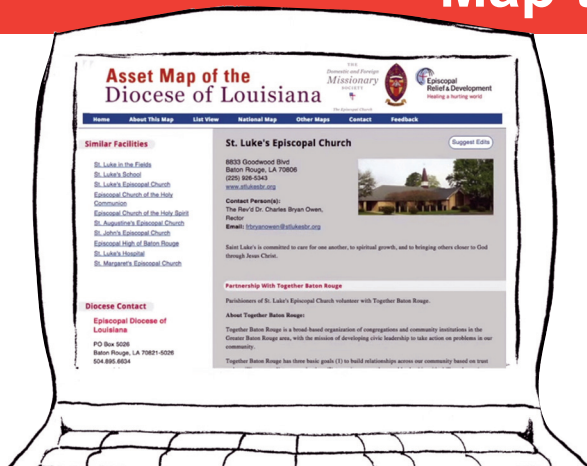 Map t
Asset Map of the
Diocese of Louisiana
THE
Domestic and Foreign
Missionary
SOCIETY
The Episcopal Church
Episcopal
Relief & Development
Healing a hurting world
Home About This Map List View National Map Other Maps Contact Feedback
Similar Facilities
St. Luke in the Fields
St. Luke's School
St. Luke's Episcopal Church
Episcopal Church of the Holy
Communion
Episcopal Church of the Holy Spirit
St. Augustine's Episcopal Church
St. John's Episcopal Church
Episcopal High of Baton Rouge
St. Luke's Hospital
St. Margaret's Episcopal Church
Diocese Contact
Episcopal Diocese of
Louisiana
PO Box 5026
Baton Rouge, LA 70821-5026
504.895.6634
St. Luke's Episcopal Church
Suggest Edits
8833 Goodwood Blvd
Baton Rouge, LA 70806
(225) 926-5343
www.stlukesbr.org
Contact Person(s):
The Rev'd Dr. Charles Bryan Owen,
Rector
Email: frbryanowen@stlukesbr.org
Saint Luke's is committed to care for one another, to spiritual growth, and to bringing others closer to God
through Jesus Christ.
Partnership With Together Baton Rouge
Parishioners of St. Luke's Episcopal Church volunteer with Together Baton Rouge.
About Together Baton Rouge:
Together Baton Rouge is a broad-based organization of congregations and community institutions in the
Greater Baton Rouge area, with the mission of developing civic leadership to take action on problems in our
community.
Together Baton Rouge has three basic goals (1) to build relationships across our community based on trust